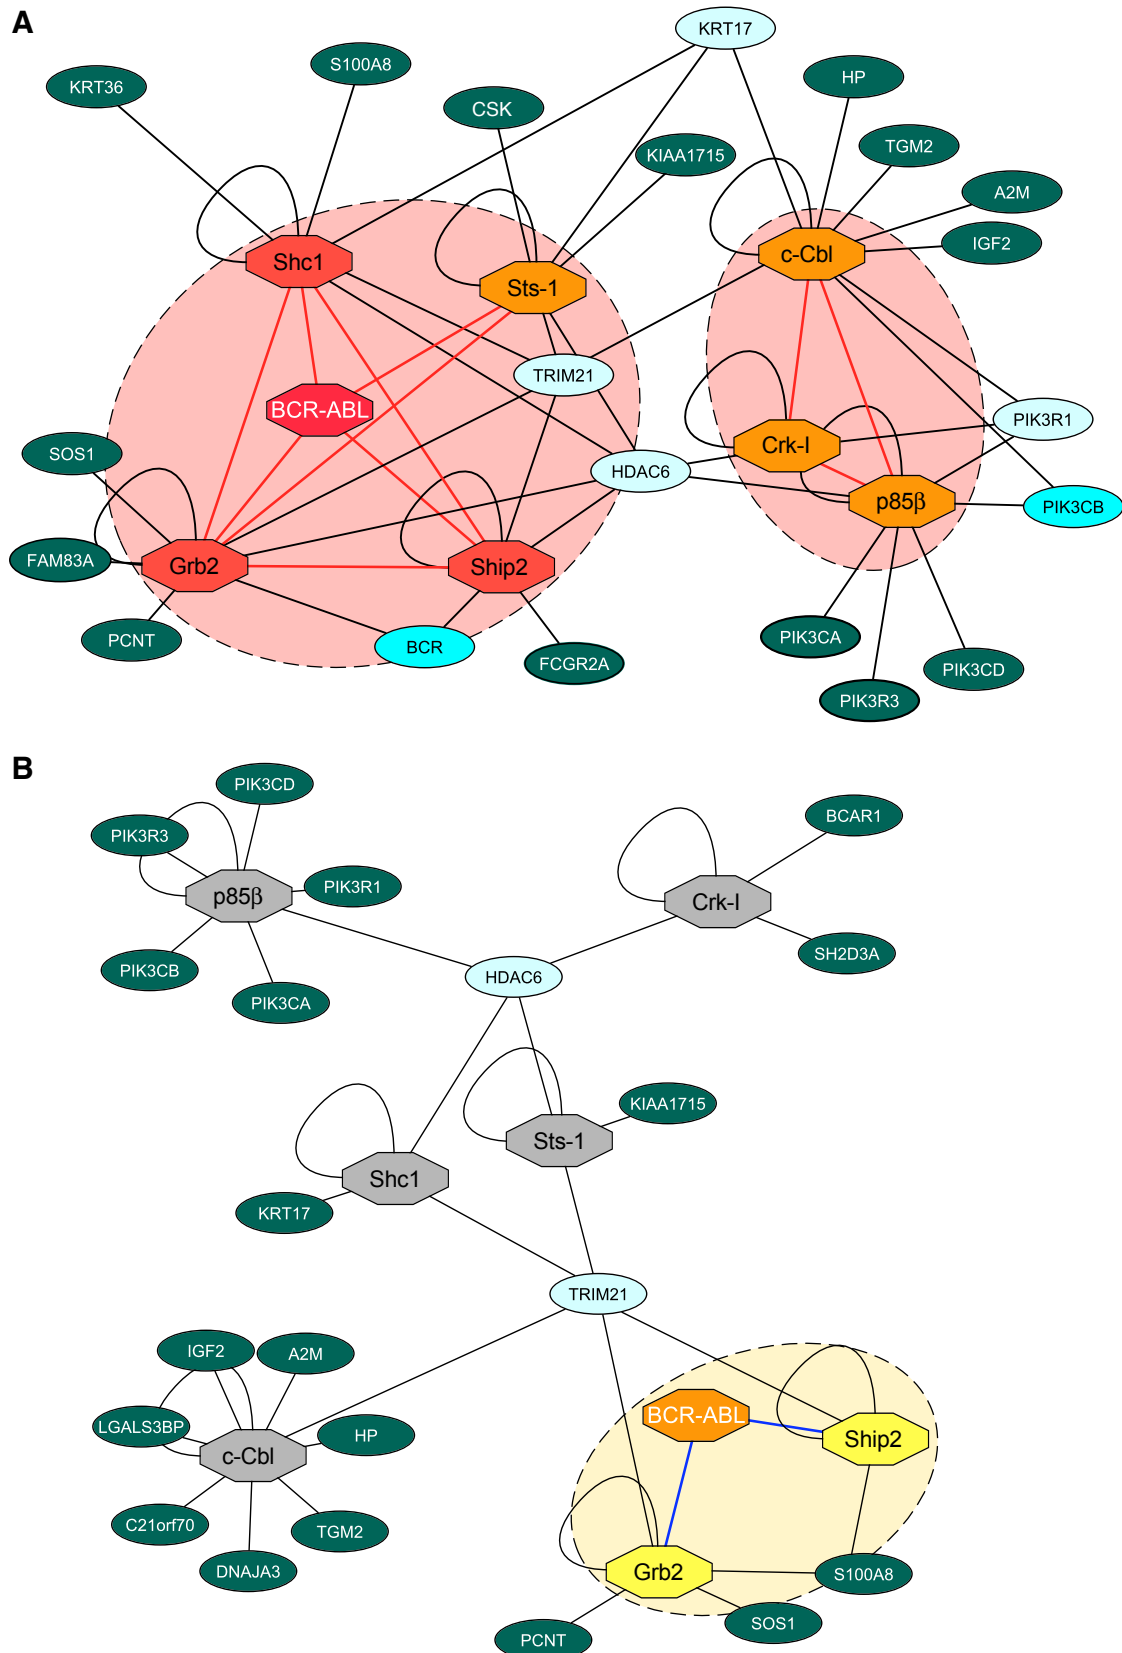 A
KRT17
S100A8
KRT36
HP
CSK
TGM2
KIAA1715
A2M
IGF2
Shc1
c-Cbl
Sts-1
TRIM21
BCR-ABL
PIK3R1
Crk-I
SOS1
HDAC6
p85β
PIK3CB
FAM83A
Grb2
Ship2
PCNT
BCR
PIK3CA
FCGR2A
PIK3CD
PIK3R3
B
PIK3CD
BCAR1
PIK3R3
PIK3R1
p85β
Crk-I
SH2D3A
PIK3CB
HDAC6
PIK3CA
KIAA1715
Sts-1
Shc1
KRT17
TRIM21
IGF2
A2M
BCR-ABL
LGALS3BP
HP
Ship2
c-Cbl
C21orf70
TGM2
DNAJA3
Grb2
S100A8
SOS1
PCNT